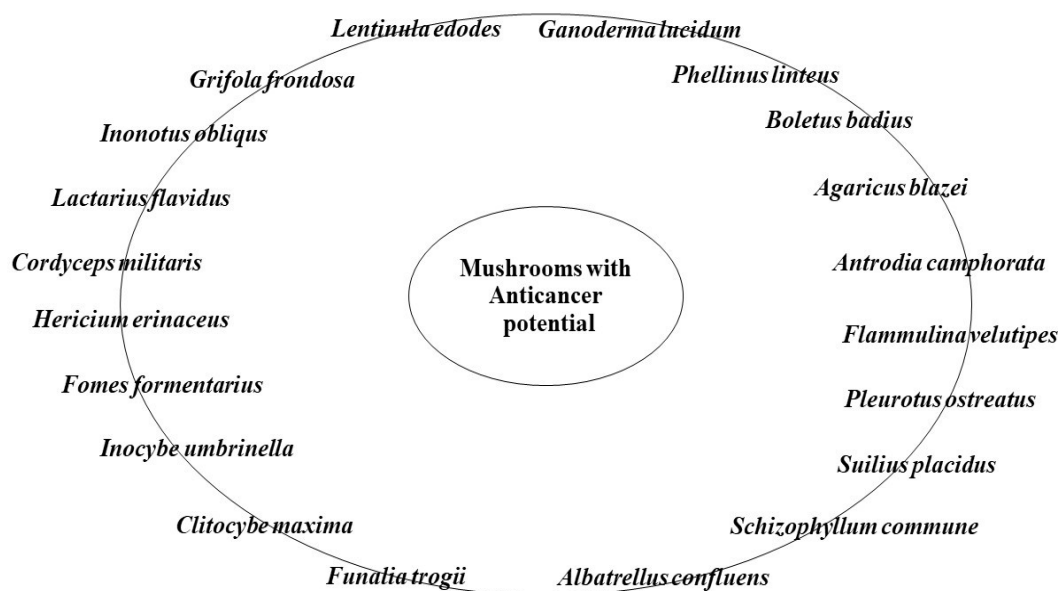 Lentinula edodes
Ganoderma lucidum
Grifola frondosa
Phellinus linteus
Inonotus obliqus
Boletus badius
Lactarius flavidus
Agaricus blazei
Cordyceps militaris
Antrodia camphorata
Mushrooms with
Anticancer
potential
Hericium erinaceus
Flammulina velutipes
Fomes formentarius
Pleurotus ostreatus
Inocybe umbrinella
Suilius placidus
Clitocybe maxima
Schizophyllum commune
Funalia trogii
Albatrellus confluens